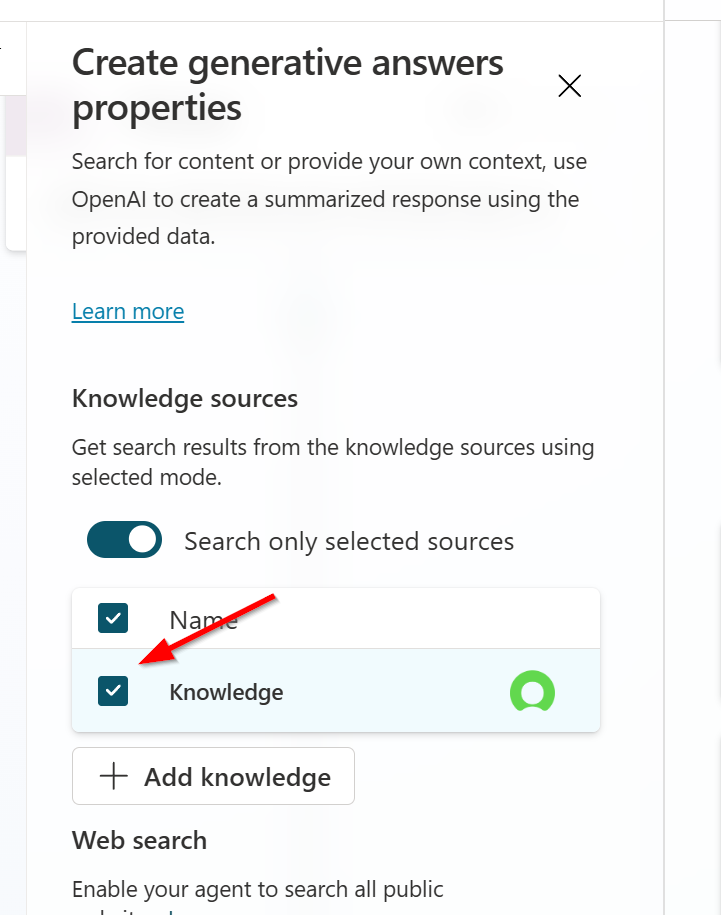 Create generative answers
properties
Search for content or provide your own context, use
OpenAI to create a summarized response using the
provided data.
Learn more
Knowledge sources
Get search results from the knowledge sources using
selected mode.
Search only selected sources
Name
Knowledge
Add knowledge
Web search
Enable your agent to search all public